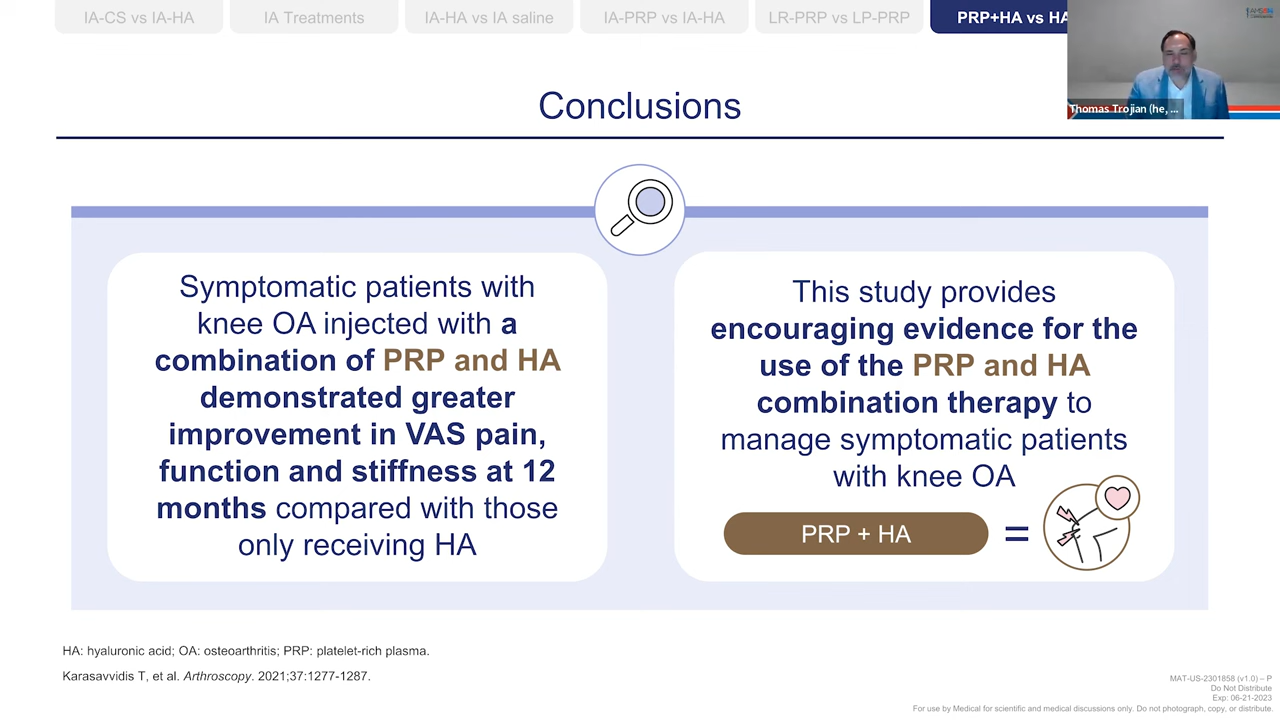 IA-CS vs IA-HA
IA Treatments
IA-HA vs IA saline
IA-PRP vs IA-HA
LR-PRP vs LP-PRP
PRP+HA vs HA
Thomas Trojian (he, ...
Conclusions
Symptomatic patients with
knee OA injected with a
combination of PRP and HA
demonstrated greater
improvement in VAS pain,
function and stiffness at 12
months compared with those
only receiving HA
This study provides
encouraging evidence for the
use of the PRP and HA
combination therapy to
manage symptomatic patients
with knee OA
PRP + HA
=
HA: hyaluronic acid; OA: osteoarthritis; PRP: platelet-rich plasma.
Karasavvidis T, et al. Arthroscopy. 2021;37:1277-1287.
MAT-US-2301858 (v1.0) – P
Do Not Distribute
Exp: 06-21-2023
For use by Medical for scientific and medical discussions only. Do not photograph, copy, or distribute.